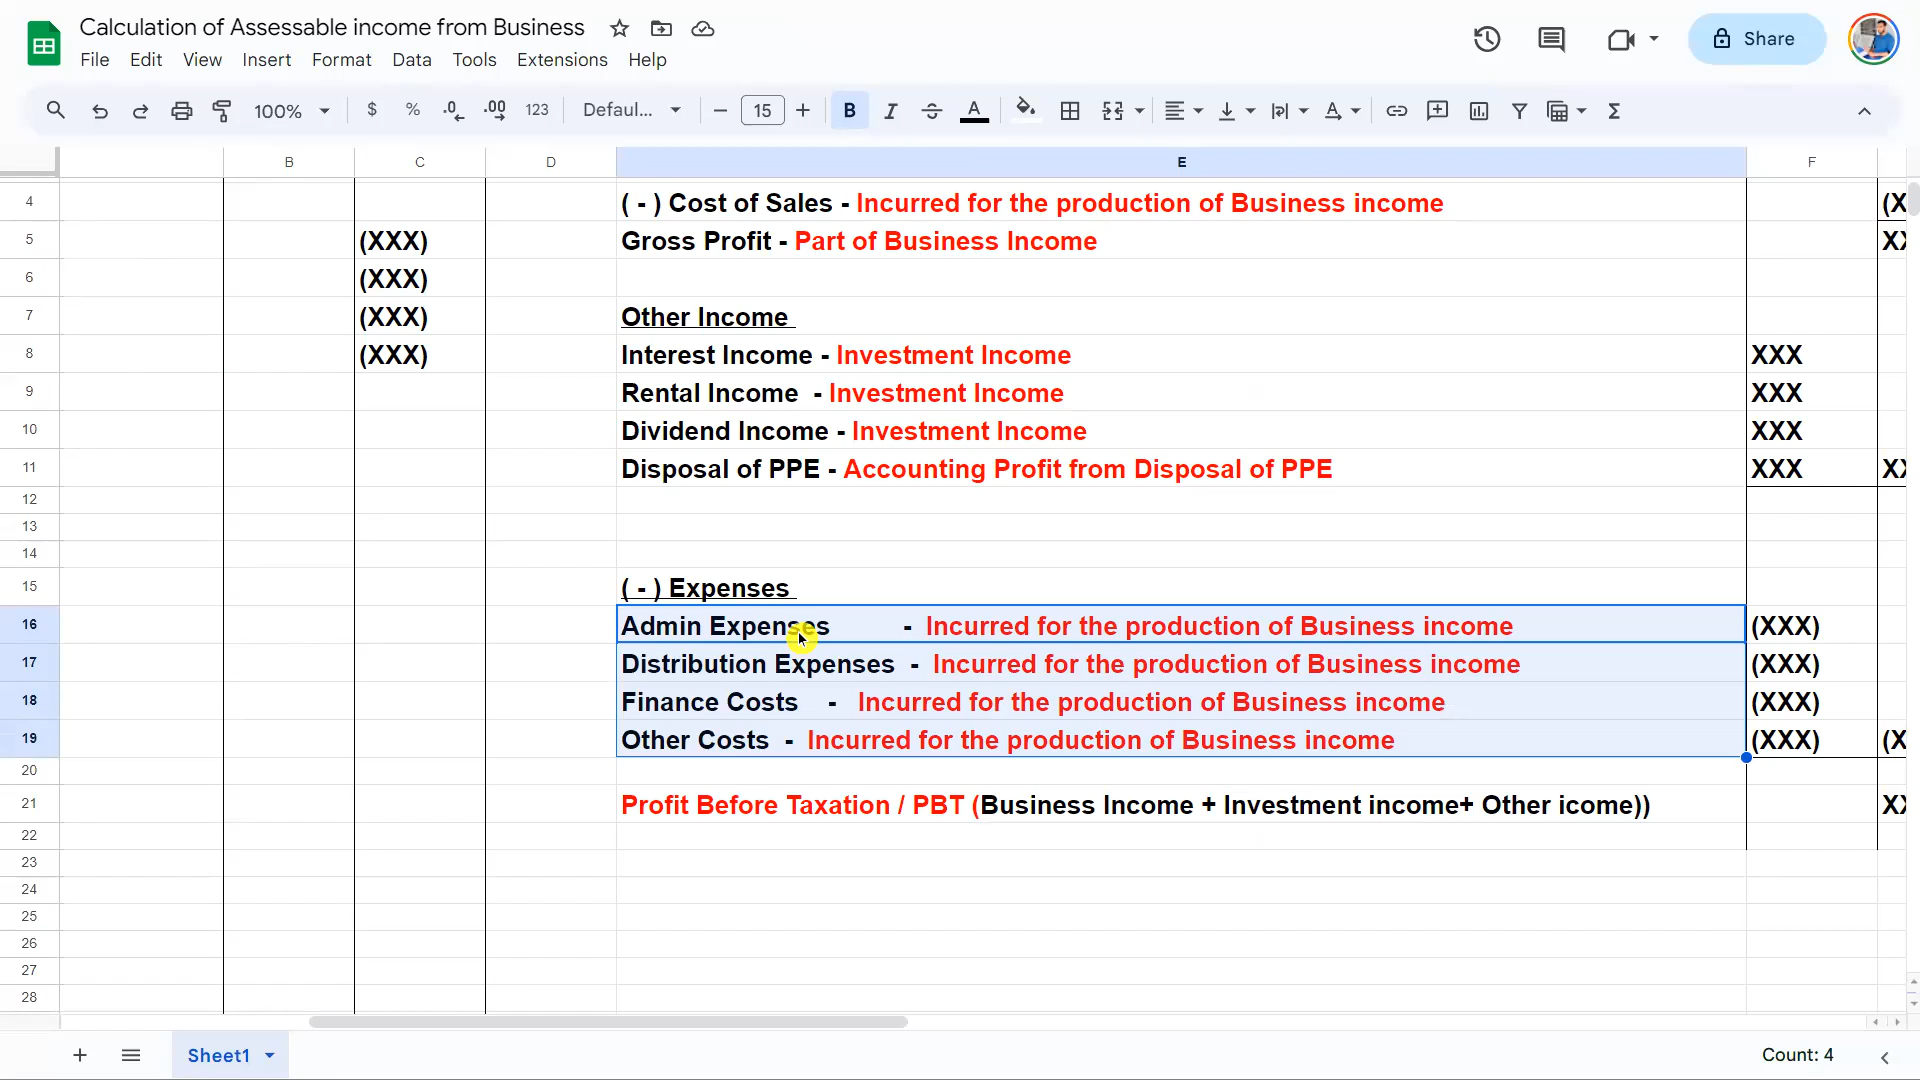 Calculation of Assessable income from Business
File Edit View Insert Format Data Tools Extensions Help
Share
100% $ % .0 .00 123 Defaul... 15 B I A
B C D E F
4 ( - ) Cost of Sales - Incurred for the production of Business income (X
5 (XXX) Gross Profit - Part of Business Income XX
6 (XXX)
7 (XXX) Other Income
8 (XXX) Interest Income - Investment Income XXX
9 Rental Income - Investment Income XXX
10 Dividend Income - Investment Income XXX
11 Disposal of PPE - Accounting Profit from Disposal of PPE XXX XX
12
13
14
15 ( - ) Expenses
16 Admin Expenses - Incurred for the production of Business income (XXX)
17 Distribution Expenses - Incurred for the production of Business income (XXX)
18 Finance Costs - Incurred for the production of Business income (XXX)
19 Other Costs - Incurred for the production of Business income (XXX) (X
20
21 Profit Before Taxation / PBT (Business Income + Investment income+ Other icome)) XX
22
23
24
25
26
27
28
Sheet1 Count: 4